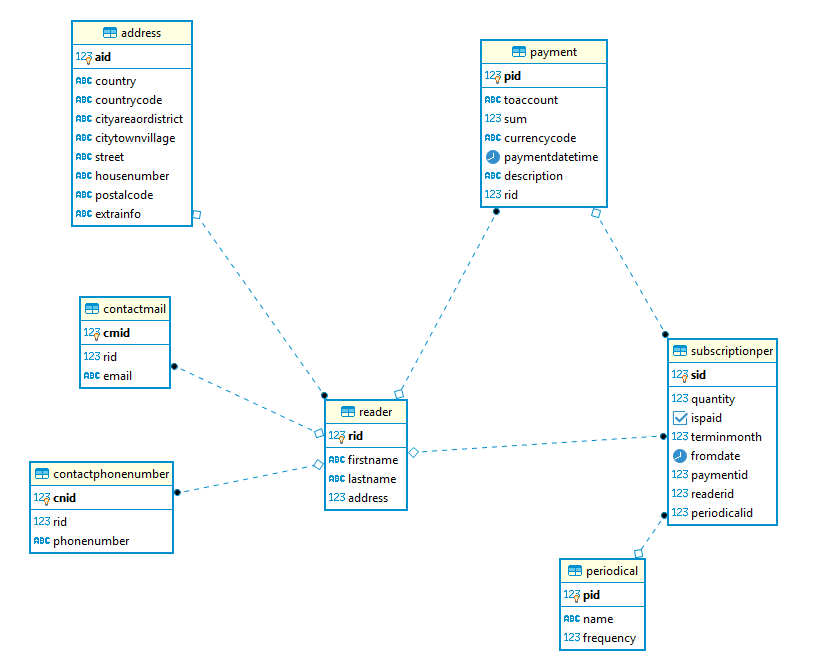 address
123 aid
ABC country
ABC countrycode
ABC cityareaordistrict
ABC citytownvillage
ABC street
ABC housenumber
ABC postalcode
ABC extrainfo
payment
123 pid
ABC toaccount
123 sum
ABC currencycode
paymentdatetime
ABC description
123 rid
contactmail
123 cmid
123 rid
ABC email
subscriptionper
123 sid
123 quantity
ispaid
123 terminmonth
fromdate
123 paymentid
123 readerid
123 periodicalid
reader
123 rid
ABC firstname
ABC lastname
123 address
contactphonenumber
123 cnid
123 rid
ABC phonenumber
periodical
123 pid
ABC name
123 frequency